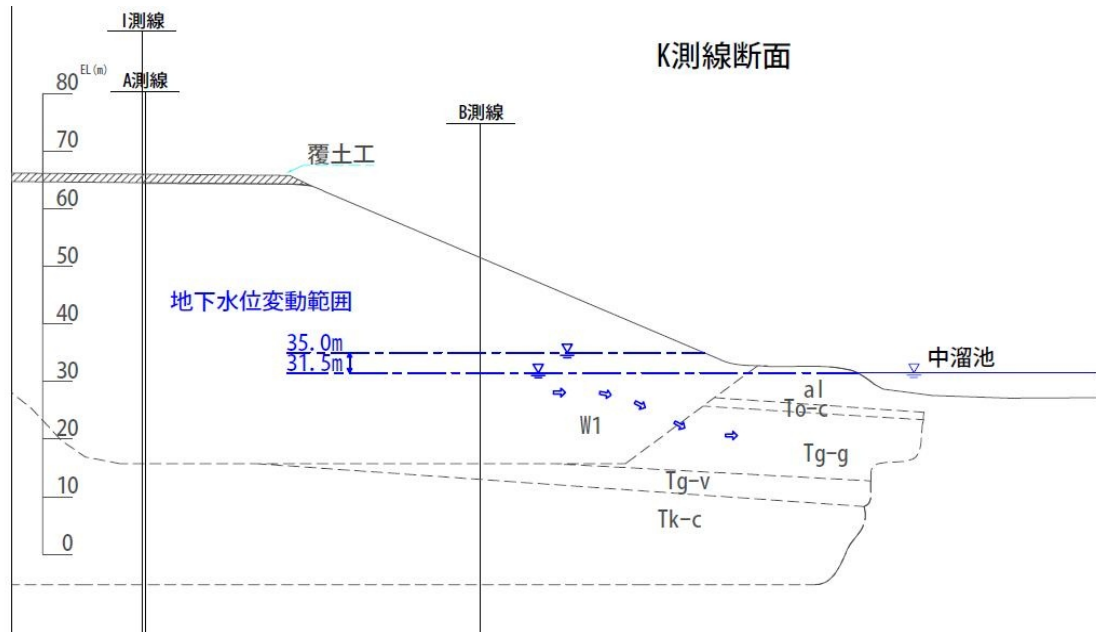 I測線
K測線断面
EL(m)
80
A測線
B測線
70
覆土工
60
50
地下水位変動範囲
40
35.0m
31.5m
中溜池
30
al
To-c
W1
20
Tg-g
Tg-v
10
Tk-c
0